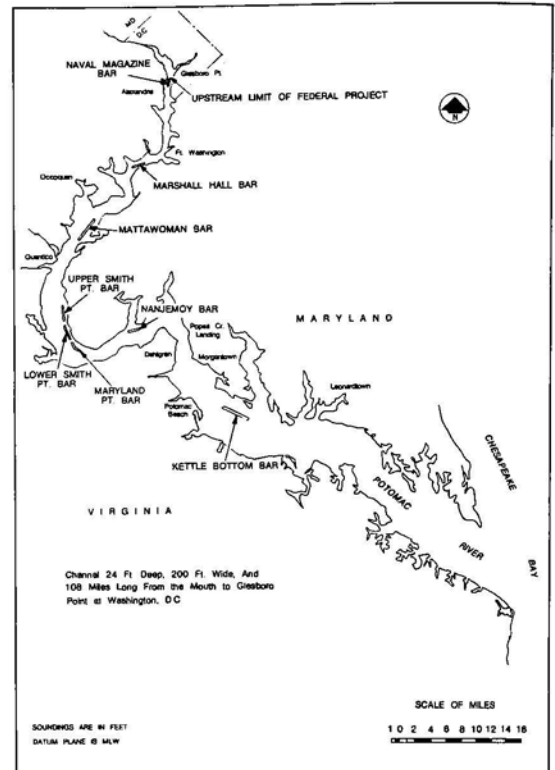 MD
D.C
NAVAL MAGAZINE
BAR
Giesboro Pt.
Alexandria
UPSTREAM LIMIT OF FEDERAL PROJECT
N
Ft. Washington
Occoquan
MARSHALL HALL BAR
MATTAWOMAN BAR
Quantico
UPPER SMITH
PT. BAR
NANJEMOY BAR
MARYLAND
Popes Cr.
Landing
Dahlgren
Morgantown
LOWER SMITH
PT. BAR
MARYLAND
PT. BAR
Leonardtown
Potomac
Beach
KETTLE BOTTOM BAR
CHESAPEAKE
BAY
POTOMAC
RIVER
VIRGINIA
Channel 24 Ft Deep, 200 Ft. Wide, And
108 Miles Long From the Mouth to Giesboro
Point at Washington, DC
SCALE OF MILES
1 0 2 4 6 8 10 12 14 16
SOUNDINGS ARE IN FEET
DATUM PLANE IS MLW